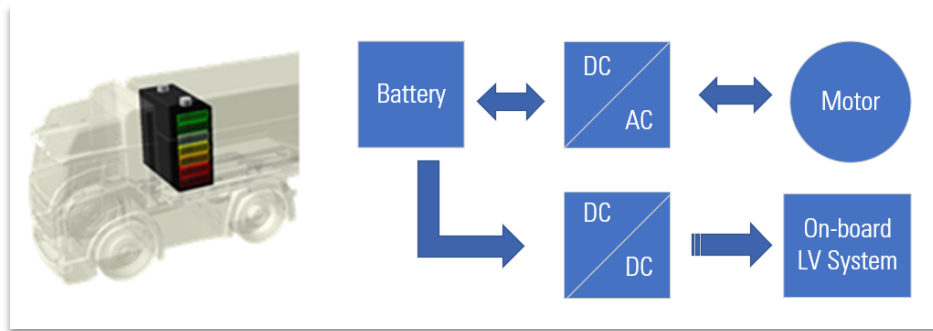 Battery
DC
AC
Motor
DC
DC
On-board
LV System